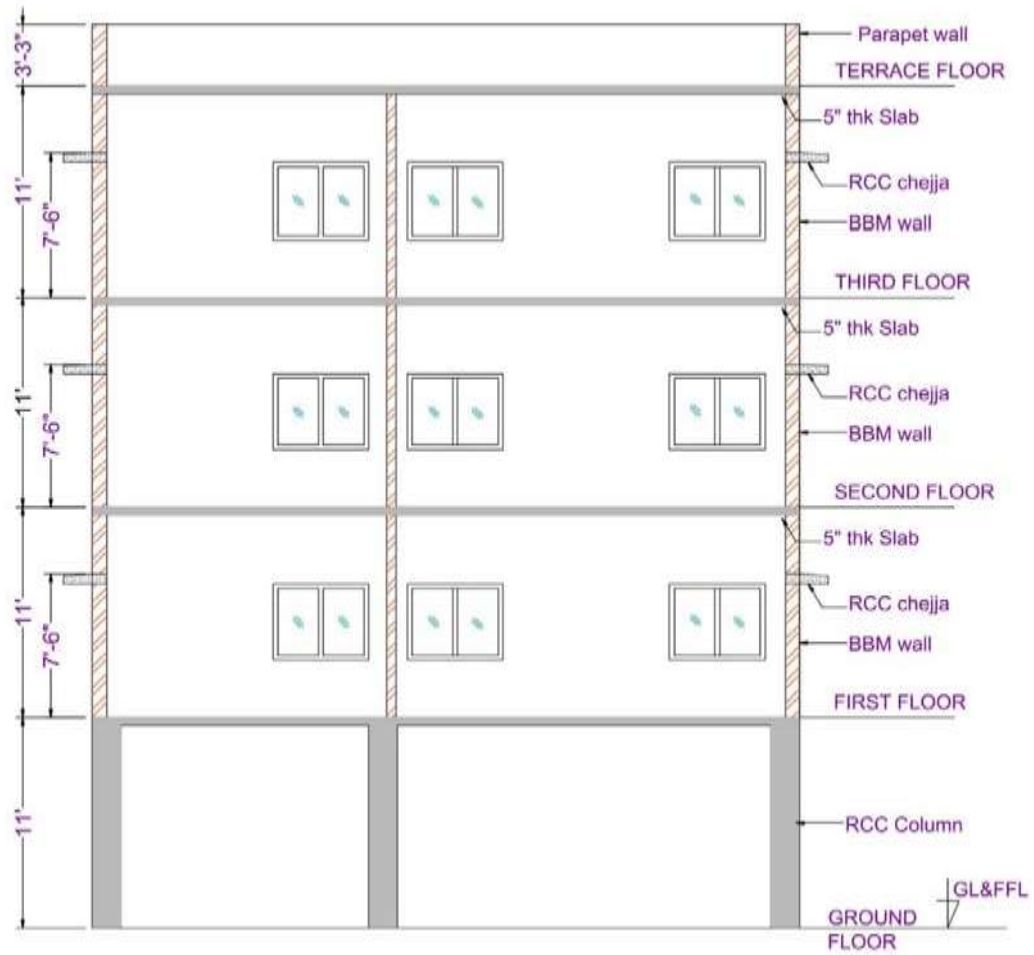 3'-3"
Parapet wall
TERRACE FLOOR
5" thk Slab
11'
7'-6"
RCC chejja
BBM wall
THIRD FLOOR
5" thk Slab
11'
7'-6"
RCC chejja
BBM wall
SECOND FLOOR
5" thk Slab
11'
7'-6"
RCC chejja
BBM wall
FIRST FLOOR
11'
RCC Column
GL&FFL
GROUND
FLOOR